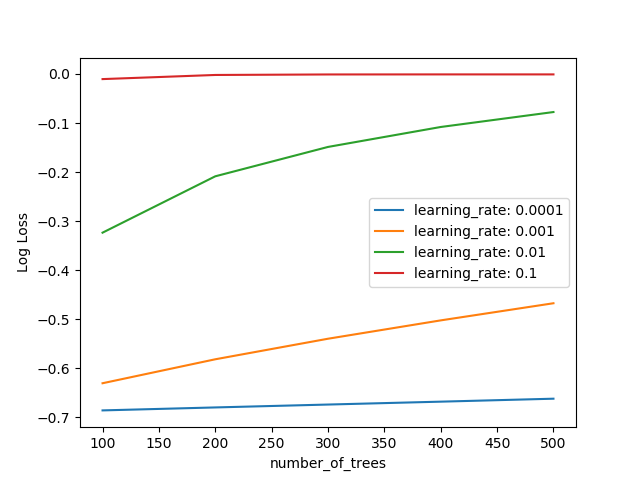 0.0
−0.1
−0.2
−0.3
−0.4
−0.5
−0.6
−0.7
Log Loss
learning_rate: 0.0001
learning_rate: 0.001
learning_rate: 0.01
learning_rate: 0.1
100 150 200 250 300 350 400 450 500
number_of_trees